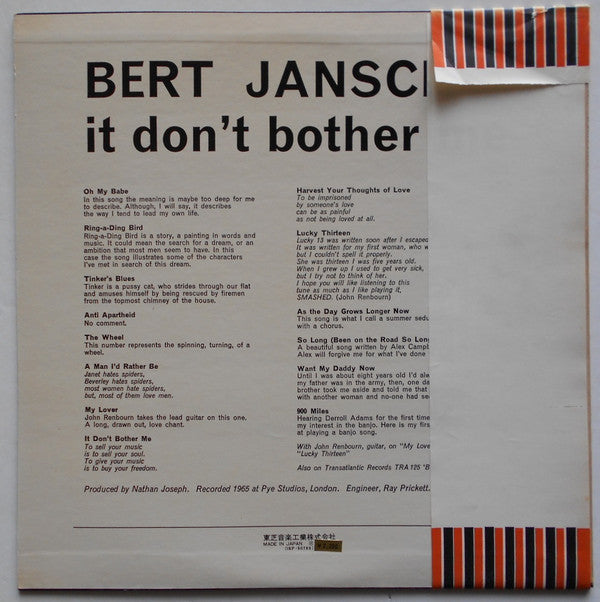 BERT JANSC
it don't bother
Oh My Babe
In this song the meaning is maybe too deep for me
to describe. Although, I will say, it describes
the way I tend to lead my own life.
Ring-a-Ding Bird
Ring-a-Ding Bird is a story, a painting in words and
music. It could mean the search for a dream, or an
ambition that most men seem to have. In this
case the song illustrates some of the characters
I've met in search of this dream.
Tinker's Blues
Tinker is a pussy cat, who strides through our flat
and amuses himself by being rescued by firemen
from the topmost chimney of the house.
Anti Apartheid
No comment.
The Wheel
This number represents the spinning, turning, of a
wheel.
A Man I'd Rather Be
Janet hates spiders,
Beverley hates spiders,
most women hate spiders,
but, most of them love men.
My Lover
John Renbourn takes the lead guitar on this one.
A long, drawn out, love chant.
It Don't Bother Me
To sell your music
is to sell your soul.
To give your music
is to buy your freedom.
Harvest Your Thoughts of Love
To be imprisoned
by someone's love
can be as painful
as not being loved at all.
Lucky Thirteen
Lucky 13 was written soon after I escaped
It was written for my first woman, who w
but I couldn't spell it properly.
She was thirteen I was five years old.
When I grew up I used to get very sick,
but I try not to think of her.
I hope you will like listening to this
tune as much as I like playing it,
SMASHED. (John Renbourn)
As the Day Grows Longer Now
This song is what I call a summer sedu
with a chorus.
So Long (Been on the Road So Long
A beautiful song written by Alex Campb
Alex will forgive me for what I've done
Want My Daddy Now
Until I was about eight years old I'd alw
my father was in the army, then, one da
brother took me aside and told me that
with another woman and no-one had se
900 Miles
Hearing Derroll Adams for the first time
my interest in the banjo. Here is my firs
at playing a banjo song.
With John Renbourn, guitar, on "My Love
"Lucky Thirteen"
Also on Transatlantic Records TRA 125 'B
Produced by Nathan Joseph. Recorded 1965 at Pye Studios, London. Engineer, Ray Prickett.
東芝音楽工業株式会社
MADE IN JAPAN